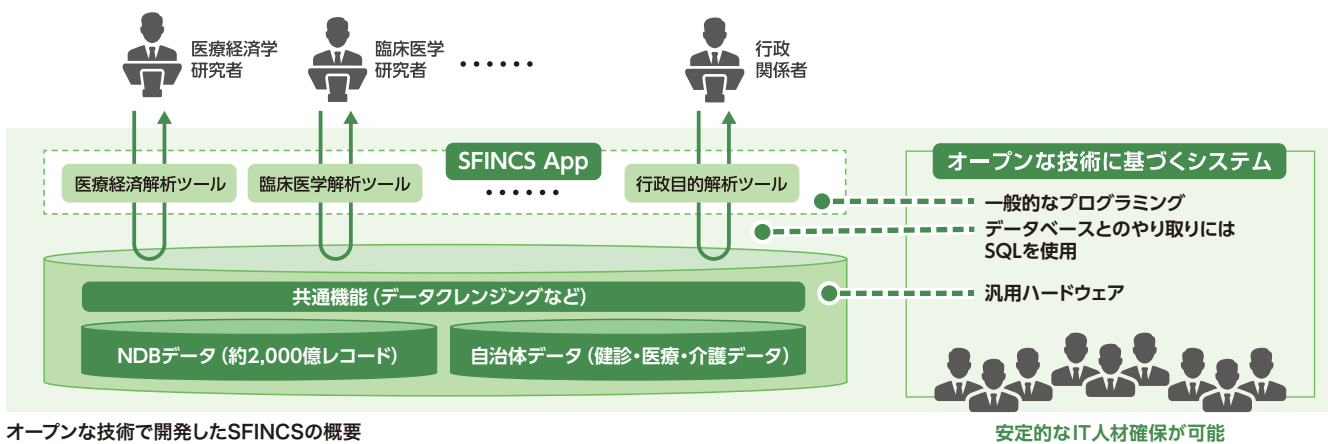 医療経済学
研究者
臨床医学
研究者
••••••
行政
関係者
SFINCS App
医療経済解析ツール
臨床医学解析ツール
••••••
行政目的解析ツール
共通機能（データクレンジングなど）
NDBデータ（約2,000億レコード）
自治体データ（健診・医療・介護データ）
オープンな技術に基づくシステム
一般的なプログラミング
データベースとのやり取りには
SQLを使用
汎用ハードウェア
安定的なIT人材確保が可能
オープンな技術で開発したSFINCSの概要